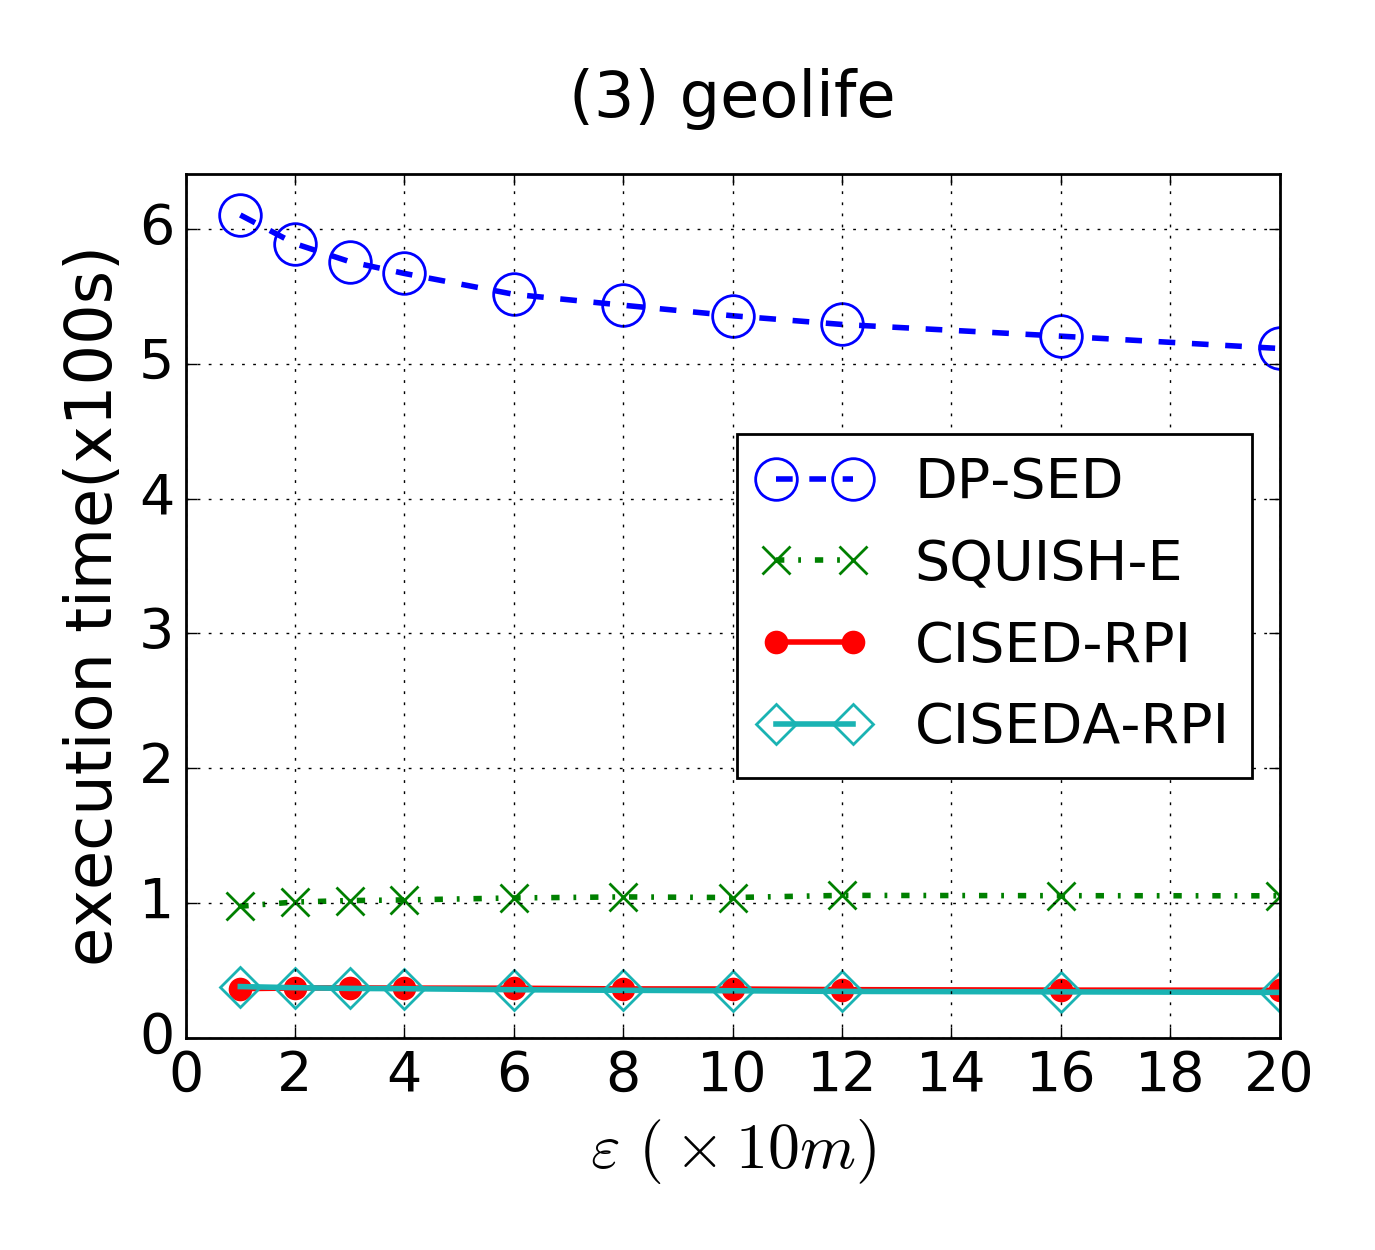 (3) geolife
execution time(x100s)
6
5
4
3
2
1
0
DP-SED
SQUISH-E
CISED-RPI
CISEDA-RPI
0 2 4 6 8 10 12 14 16 18 20
ε (×10m)